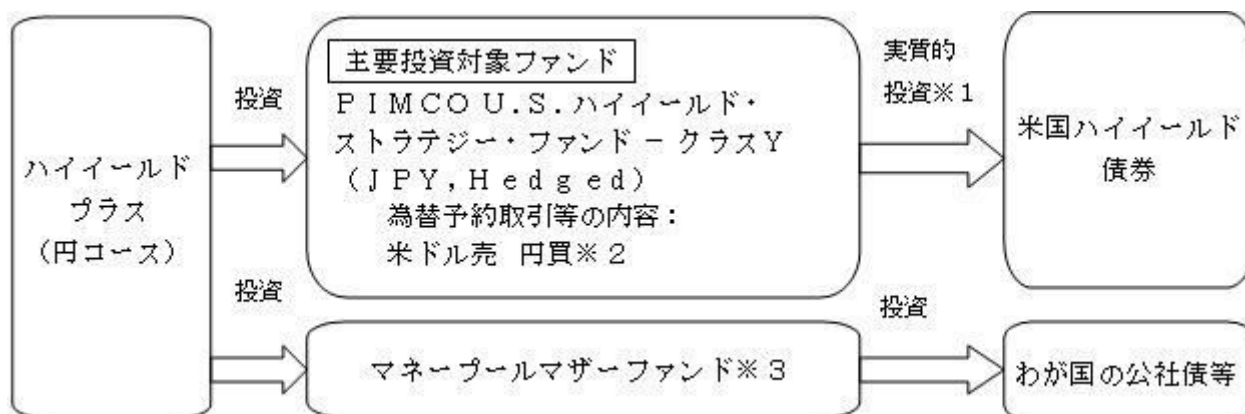 ハイイールド
プラス
（円コース）
投資
主要投資対象ファンド
ＰＩＭＣＯ Ｕ.Ｓ.ハイイールド・
ストラテジー・ファンド － クラスＹ
（ＪＰＹ,Ｈｅｄｇｅｄ）
為替予約取引等の内容：
米ドル売 円買※２
実質的
投資※１
米国ハイイールド
債券
投資
マネープールマザーファンド※３
投資
わが国の公社債等